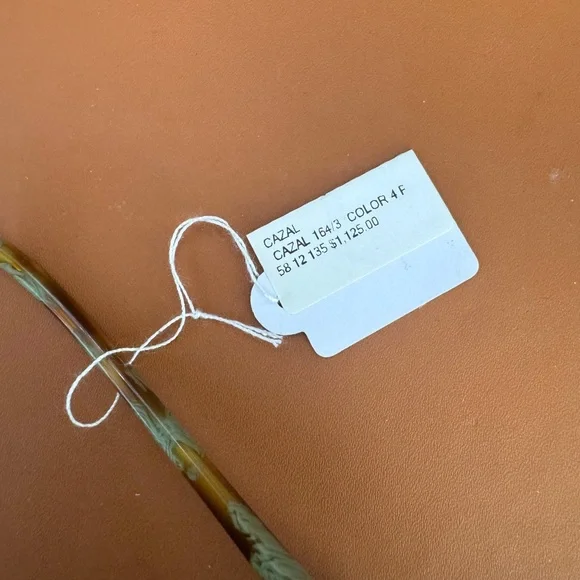 CAZAL
CAZAL 164/3 COLOR 4 F
58 12 135 $1,125.00